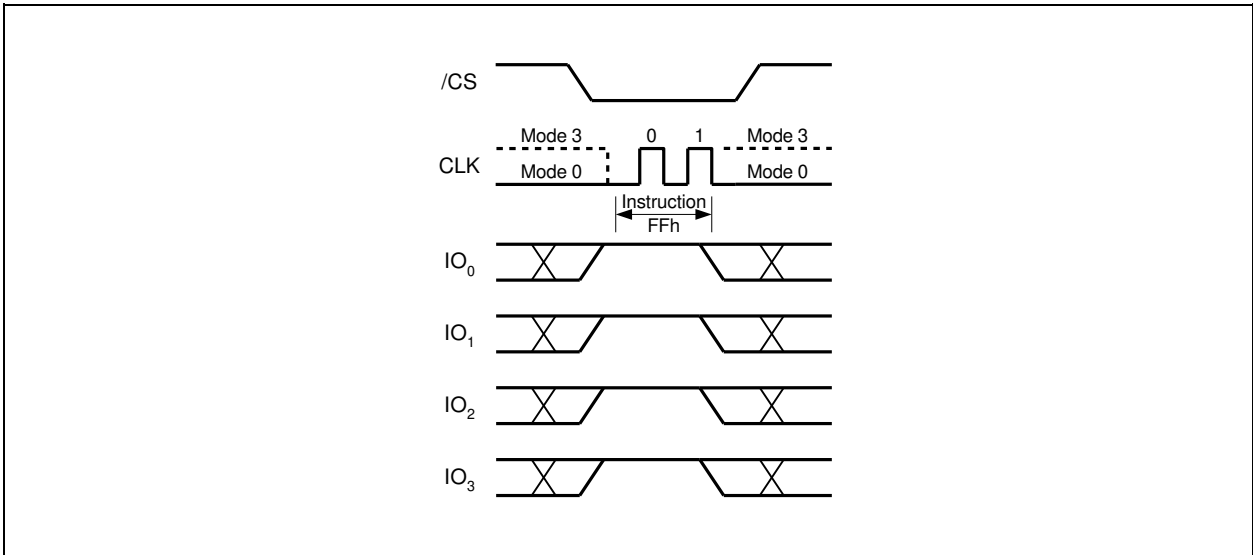 /CS
Mode 3 0 1 Mode 3
CLK
Mode 0 Mode 0
Instruction
FFh
IO0
IO1
IO2
IO3